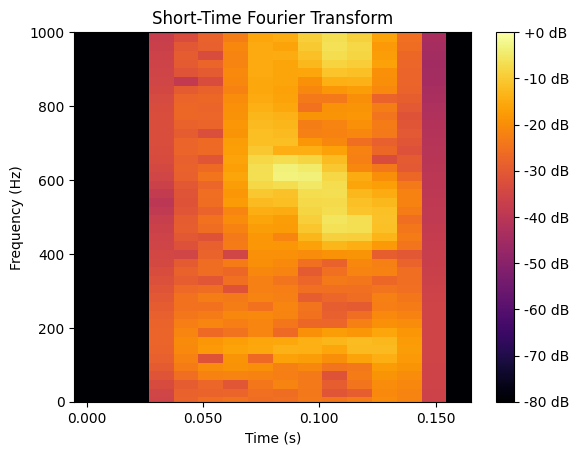 Short-Time Fourier Transform
1000
800
600
400
200
0
Frequency (Hz)
0.000
0.050
0.100
0.150
Time (s)
+0 dB
-10 dB
-20 dB
-30 dB
-40 dB
-50 dB
-60 dB
-70 dB
-80 dB